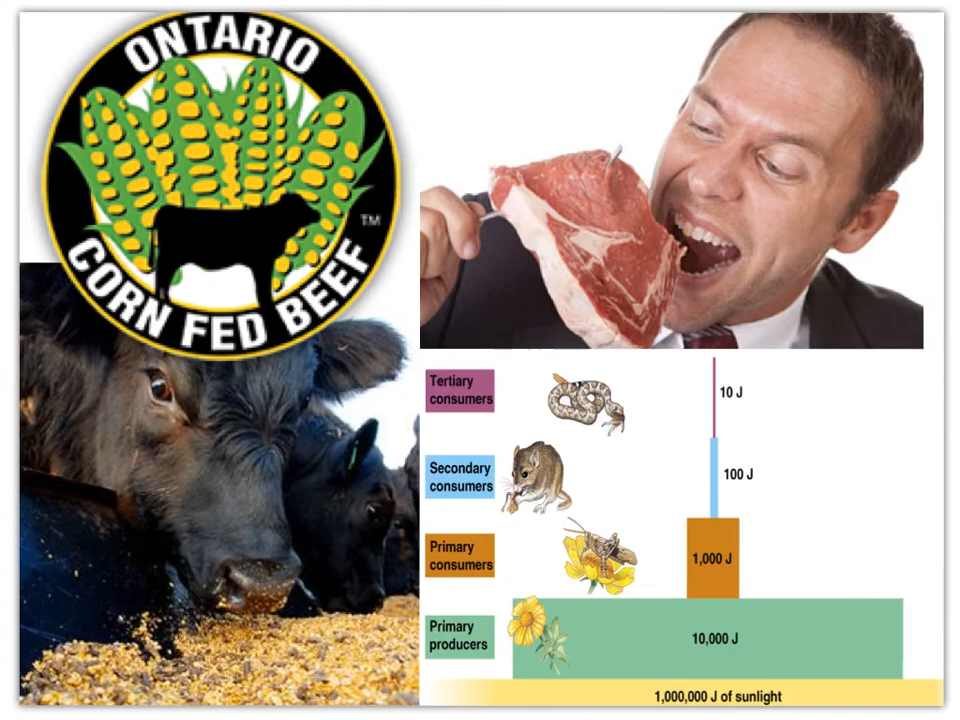 ONTARIO
CORN FED BEEF
TM
Tertiary
consumers
10 J
Secondary
consumers
100 J
Primary
consumers
1,000 J
Primary
producers
10,000 J
1,000,000 J of sunlight